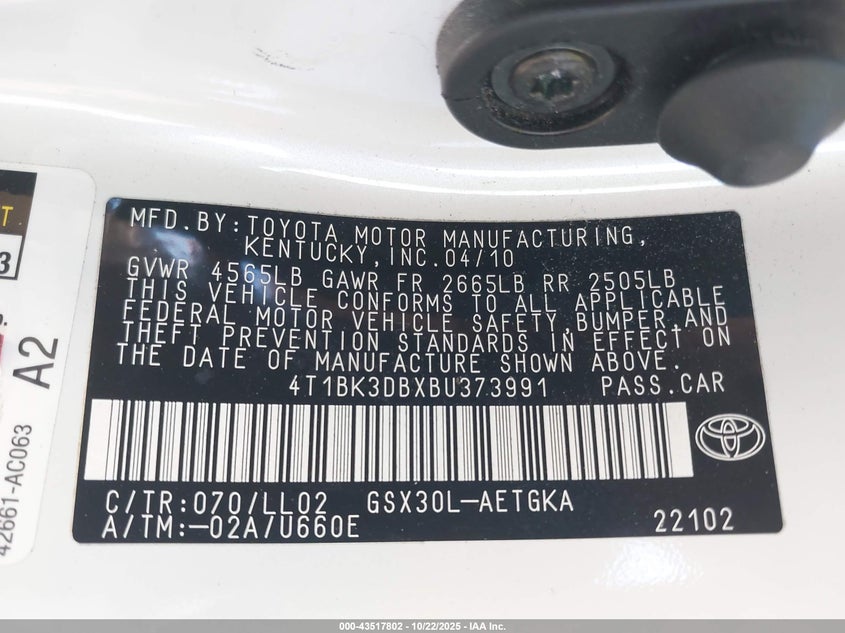 MFD. BY: TOYOTA MOTOR MANUFACTURING,
KENTUCKY, INC. 04/10
GVWR 4565LB GAWR FR 2665LB RR 2505LB
THIS VEHICLE CONFORMS TO ALL APPLICABLE
FEDERAL MOTOR VEHICLE SAFETY, BUMPER, AND
THEFT PREVENTION STANDARDS IN EFFECT ON
THE DATE OF MANUFACTURE SHOWN ABOVE.
4T1BK3DBXBU373991 PASS.CAR
C/TR:070/LL02 GSX30L-AETGKA
A/TM:-02A/U660E 22102
A2
42661-AC063
000-43517802 - 10/22/2025 - IAA Inc.